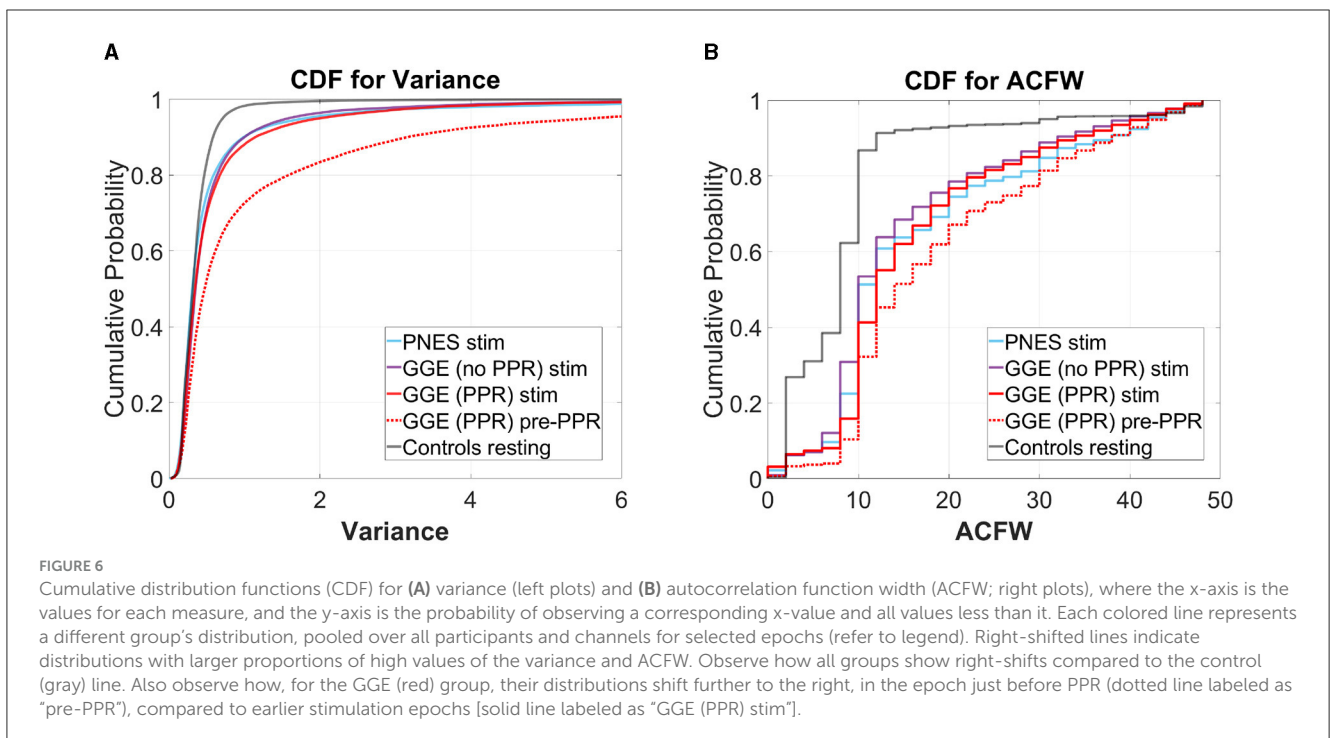 A
CDF for Variance
1
0.8
0.6
0.4
0.2
0
Cumulative Probability
PNES stim
GGE (no PPR) stim
GGE (PPR) stim
GGE (PPR) pre-PPR
Controls resting
0 2 4 6
Variance
B
CDF for ACFW
1
0.8
0.6
0.4
0.2
0
Cumulative Probability
PNES stim
GGE (no PPR) stim
GGE (PPR) stim
GGE (PPR) pre-PPR
Controls resting
0 10 20 30 40 50
ACFW
FIGURE 6
Cumulative distribution functions (CDF) for (A) variance (left plots) and (B) autocorrelation function width (ACFW; right plots), where the x-axis is the
values for each measure, and the y-axis is the probability of observing a corresponding x-value and all values less than it. Each colored line represents
a different group's distribution, pooled over all participants and channels for selected epochs (refer to legend). Right-shifted lines indicate
distributions with larger proportions of high values of the variance and ACFW. Observe how all groups show right-shifts compared to the control
(gray) line. Also observe how, for the GGE (red) group, their distributions shift further to the right, in the epoch just before PPR (dotted line labeled as
"pre-PPR"), compared to earlier stimulation epochs [solid line labeled as "GGE (PPR) stim"].